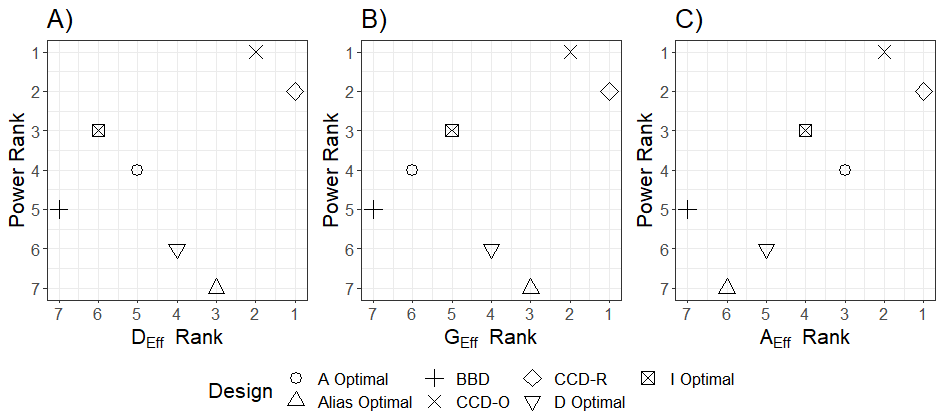 A) B) C)
Power Rank Power Rank Power Rank
1 1 1
2 2 2
3 3 3
4 4 4
5 5 5
6 6 6
7 7 7
7 6 5 4 3 2 1 7 6 5 4 3 2 1 7 6 5 4 3 2 1
DEff Rank GEff Rank AEff Rank
Design
A Optimal BBD CCD-R I Optimal
Alias Optimal CCD-O D Optimal